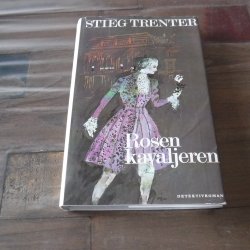 STIEG TRENTER
Rosen
kavaljeren
DETEKTIVROMAN